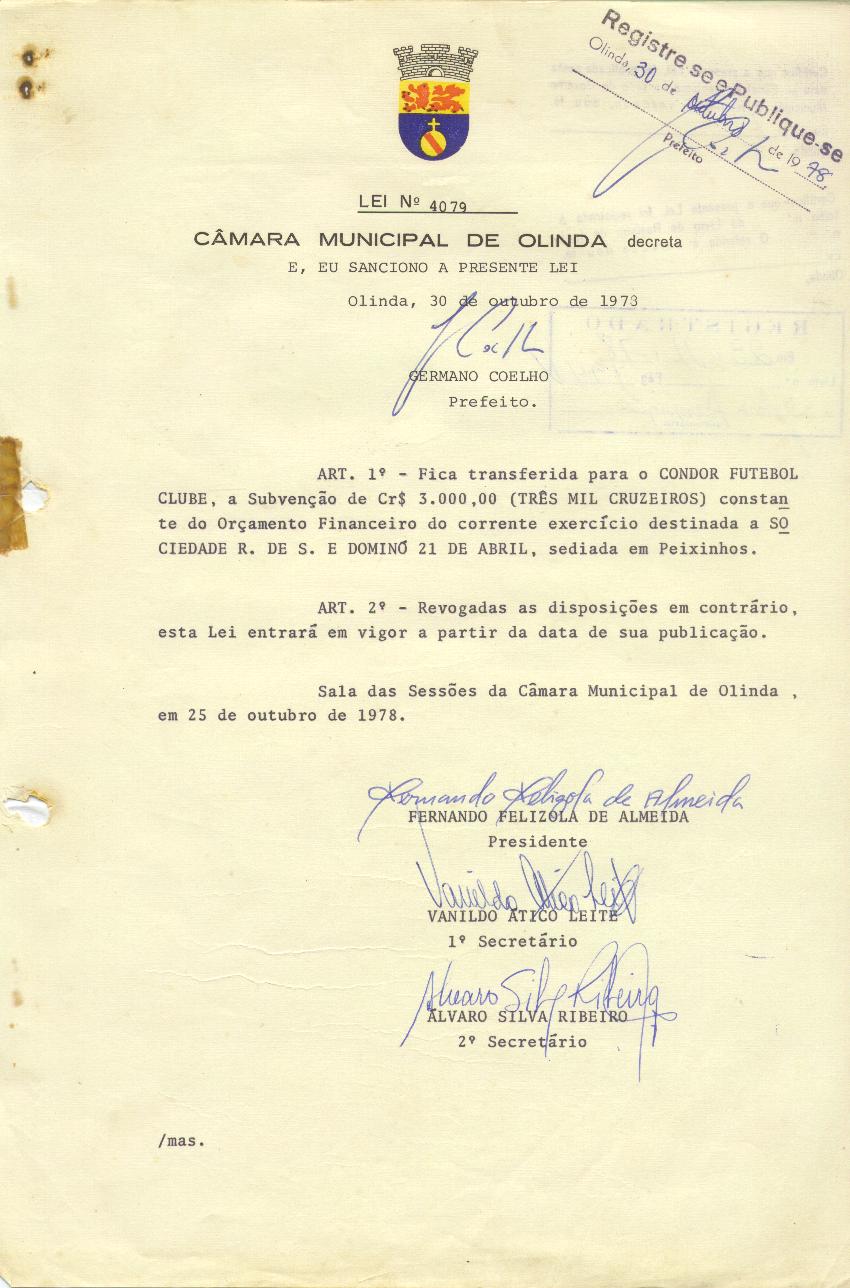 Registre.se e Publique-se
Olinda, 30 de outubro de 1978
Prefeito
LEI Nº 4079
CÂMARA MUNICIPAL DE OLINDA decreta
E, EU SANCIONO A PRESENTE LEI
Olinda, 30 de outubro de 1978
GERMANO COELHO
Prefeito.
ART. 1º - Fica transferida para o CONDOR FUTEBOL
CLUBE, a Subvenção de Cr$ 3.000,00 (TRÊS MIL CRUZEIROS) constan
te do Orçamento Financeiro do corrente exercício destinada a SO
CIEDADE R. DE S. E DOMINÓ 21 DE ABRIL, sediada em Peixinhos.
ART. 2º - Revogadas as disposições em contrário,
esta Lei entrará em vigor a partir da data de sua publicação.
Sala das Sessões da Câmara Municipal de Olinda ,
em 25 de outubro de 1978.
Fernando Felizola de Almeida
FERNANDO FELIZOLA DE ALMEIDA
Presidente
Vanildo Atico Leite
VANILDO ATICO LEITE
1º Secretário
Alvaro Silva Ribeiro
ÁLVARO SILVA RIBEIRO
2º Secretário
/mas.